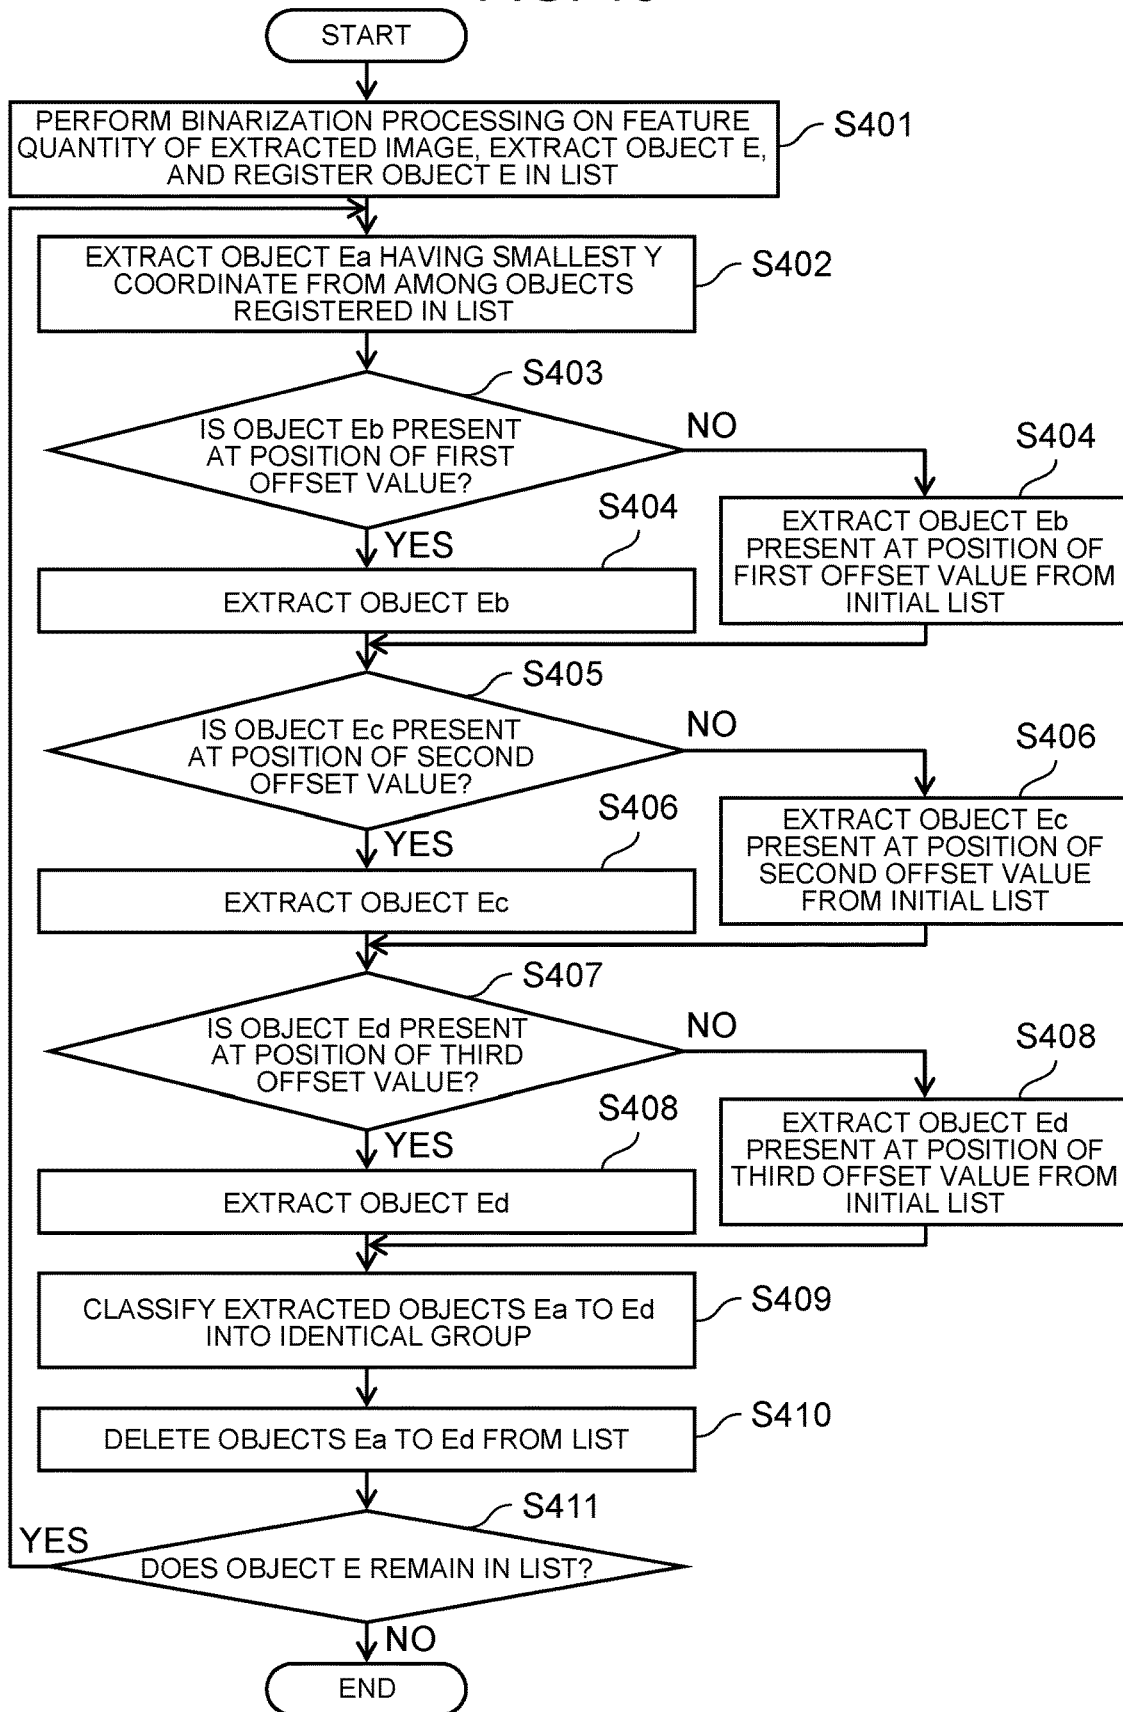 START
PERFORM BINARIZATION PROCESSING ON FEATURE
QUANTITY OF EXTRACTED IMAGE, EXTRACT OBJECT E,
AND REGISTER OBJECT E IN LIST
S401
EXTRACT OBJECT Ea HAVING SMALLEST Y
COORDINATE FROM AMONG OBJECTS
REGISTERED IN LIST
S402
S403
IS OBJECT Eb PRESENT
AT POSITION OF FIRST
OFFSET VALUE?
NO
YES
S404
EXTRACT OBJECT Eb
PRESENT AT POSITION OF
FIRST OFFSET VALUE FROM
INITIAL LIST
S404
EXTRACT OBJECT Eb
S405
IS OBJECT Ec PRESENT
AT POSITION OF SECOND
OFFSET VALUE?
NO
YES
S406
EXTRACT OBJECT Ec
PRESENT AT POSITION OF
SECOND OFFSET VALUE
FROM INITIAL LIST
S406
EXTRACT OBJECT Ec
S407
IS OBJECT Ed PRESENT
AT POSITION OF THIRD
OFFSET VALUE?
NO
YES
S408
EXTRACT OBJECT Ed
PRESENT AT POSITION OF
THIRD OFFSET VALUE FROM
INITIAL LIST
S408
EXTRACT OBJECT Ed
CLASSIFY EXTRACTED OBJECTS Ea TO Ed
INTO IDENTICAL GROUP
S409
DELETE OBJECTS Ea TO Ed FROM LIST
S410
S411
YES
DOES OBJECT E REMAIN IN LIST?
NO
END